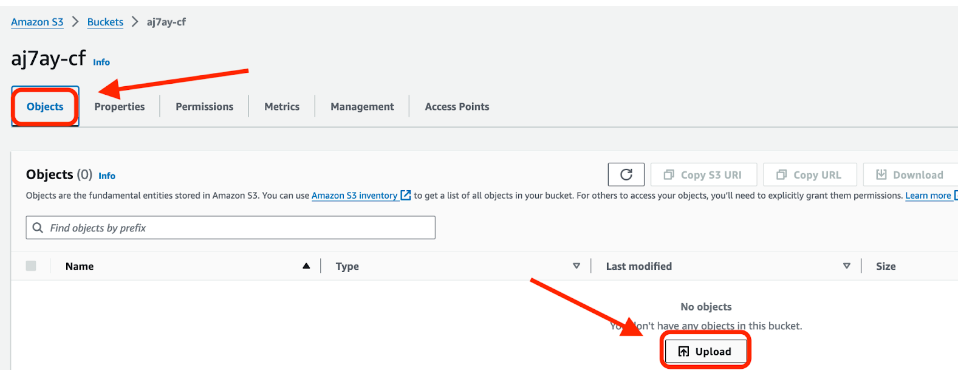 Amazon S3 > Buckets > aj7ay-cf
aj7ay-cf Info
Objects Properties Permissions Metrics Management Access Points
Objects (0) Info
Copy S3 URI Copy URL Download
Objects are the fundamental entities stored in Amazon S3. You can use Amazon S3 inventory to get a list of all objects in your bucket. For others to access your objects, you'll need to explicitly grant them permissions. Learn more
Find objects by prefix
Name Type Last modified Size
No objects
You don't have any objects in this bucket.
Upload